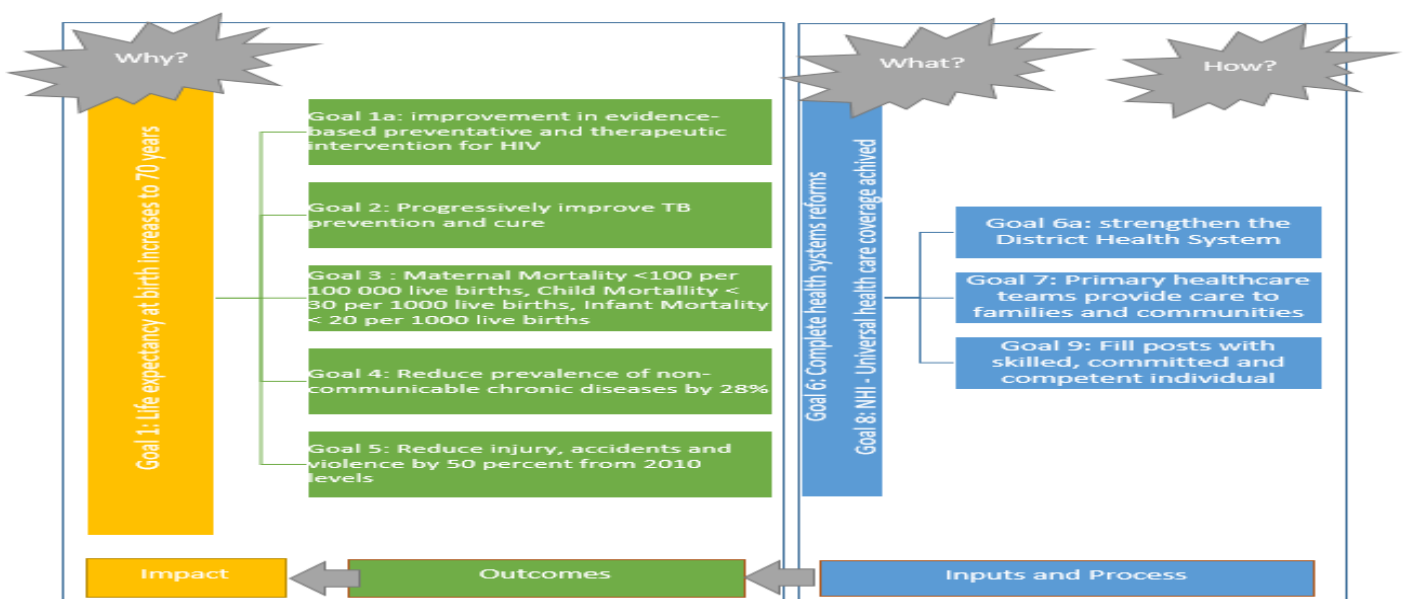 Why?
Goal 1: Life expectancy at birth increases to 70 years
Goal 1a: improvement in evidence-
based preventative and therapeutic
intervention for HIV
Goal 2: Progressively improve TB
prevention and cure
Goal 3 : Maternal Mortality <100 per
100 000 live births, Child Mortallity <
30 per 1000 live births, Infant Mortality
< 20 per 1000 live births
Goal 4: Reduce prevalence of non-
communicable chronic diseases by 28%
Goal 5: Reduce injury, accidents and
violence by 50 percent from 2010
levels
What?
How?
Goal 6: Complete health systems reforms
Goal 8: NHI - Universal health care coverage achived
Goal 6a: strengthen the
District Health System
Goal 7: Primary healthcare
teams provide care to
families and communities
Goal 9: Fill posts with
skilled, committed and
competent individual
Impact
Outcomes
Inputs and Process